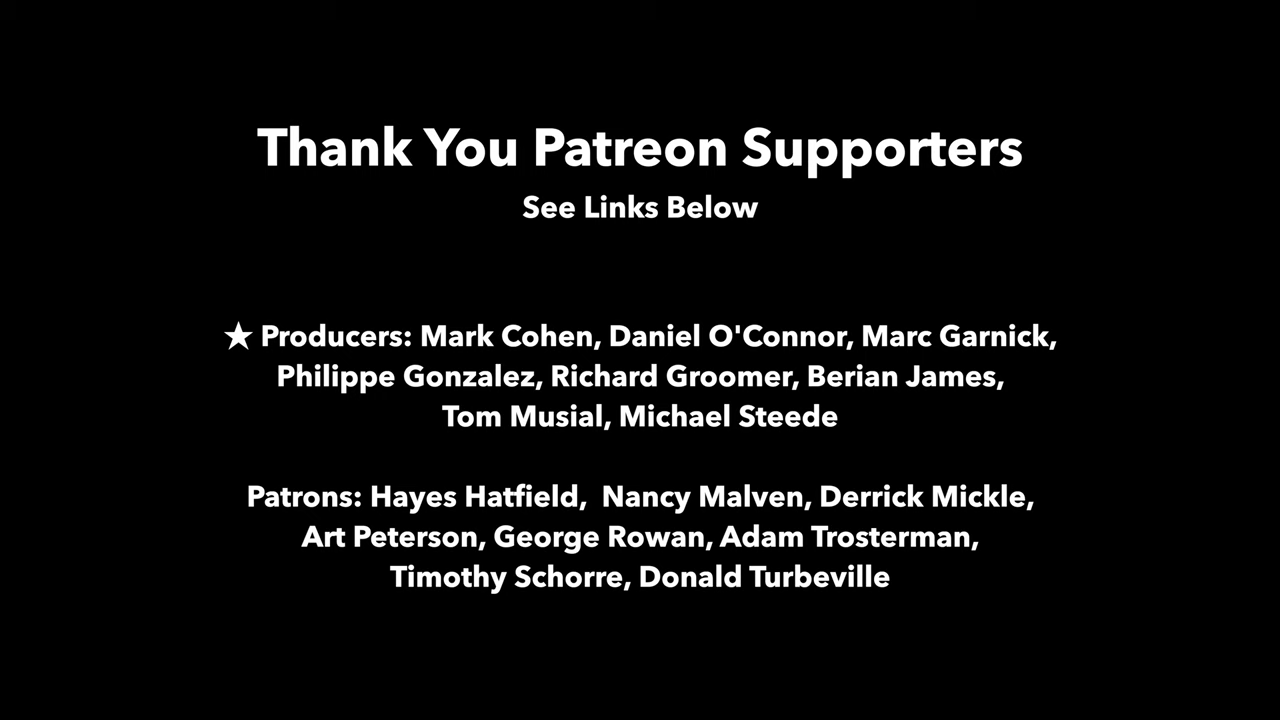 Thank You Patreon Supporters
See Links Below
★ Producers: Mark Cohen, Daniel O'Connor, Marc Garnick,
Philippe Gonzalez, Richard Groomer, Berian James,
Tom Musial, Michael Steede
Patrons: Hayes Hatfield,  Nancy Malven, Derrick Mickle,
Art Peterson, George Rowan, Adam Trosterman,
Timothy Schorre, Donald Turbeville